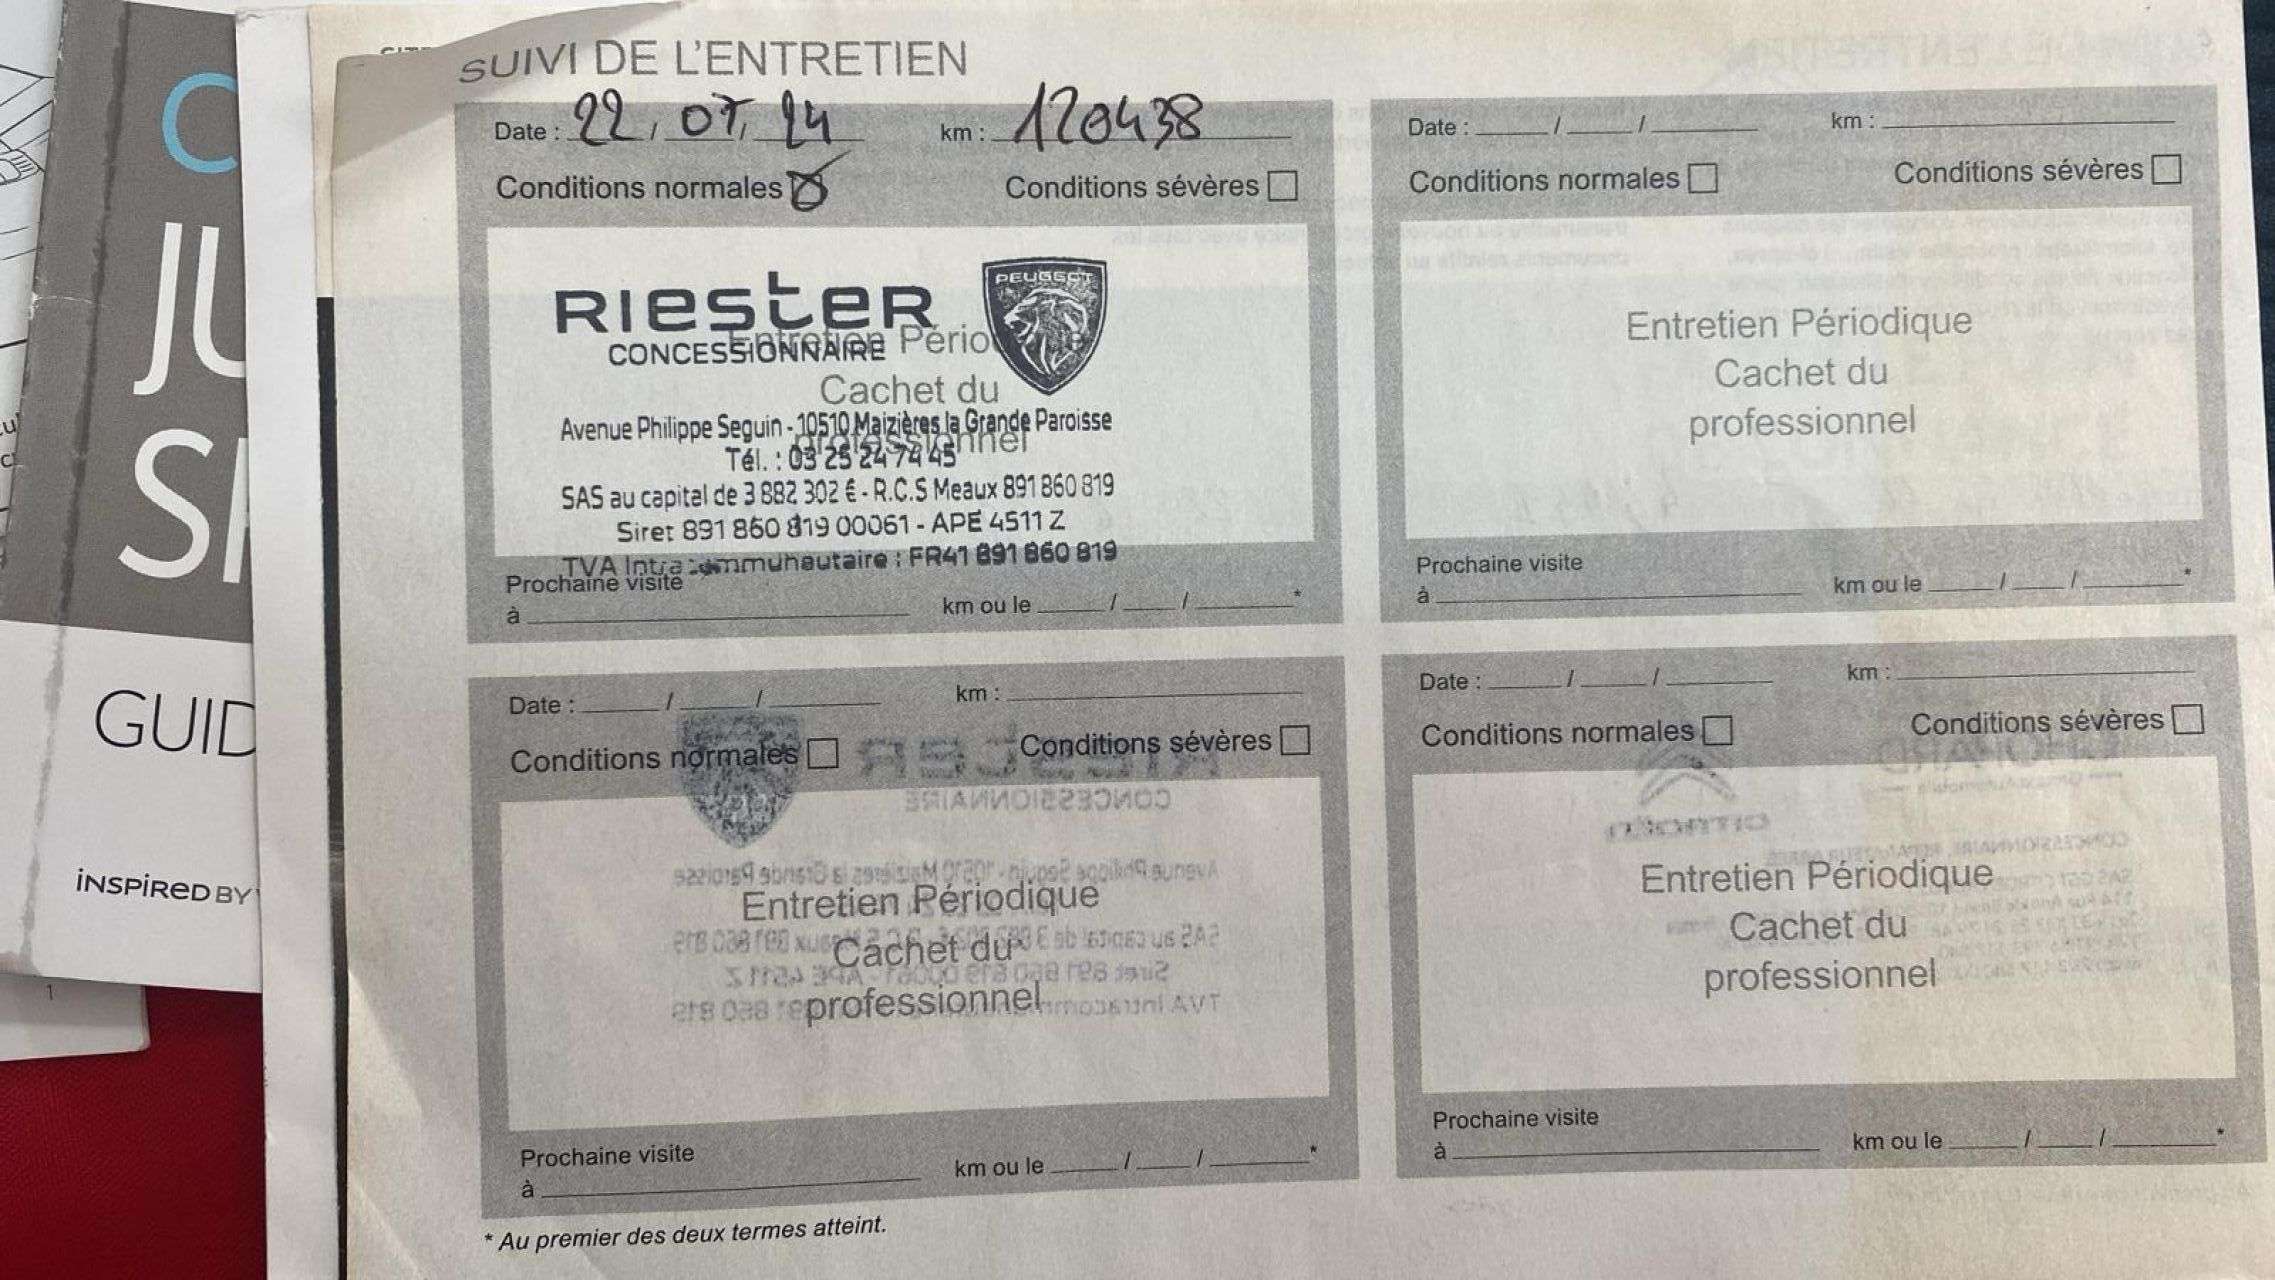 SUIVI DE L'ENTRETIEN
Date : 22 / 07 / 24 km : 120438
Conditions normales Conditions sévères
RIESTER
CONCESSIONNAIRE
PEUGEOT
Entretien Pério
Cachet du
professionnel
Avenue Philippe Seguin - 10510 Maizières la Grande Paroisse
Tél. : 03 25 24 74 45
SAS au capital de 3 882 302 € - R.C.S Meaux 891 860 819
Siret 891 860 819 00061 - APE 4511 Z
TVA Intracommunautaire : FR41 891 860 819
Prochaine visite
à km ou le / / *
Date : / / km :
Conditions normales Conditions sévères
Entretien Périodique
Cachet du
professionnel
Prochaine visite
à km ou le / / *
Date : / / km :
Conditions normales Conditions sévères
Entretien Périodique
Cachet du
professionnel
Prochaine visite
à km ou le / / *
Date : / / km :
Conditions normales Conditions sévères
Entretien Périodique
Cachet du
professionnel
Prochaine visite
à km ou le / / *
* Au premier des deux termes atteint.
C
JU
S
GUID
INSPIRED BY
1